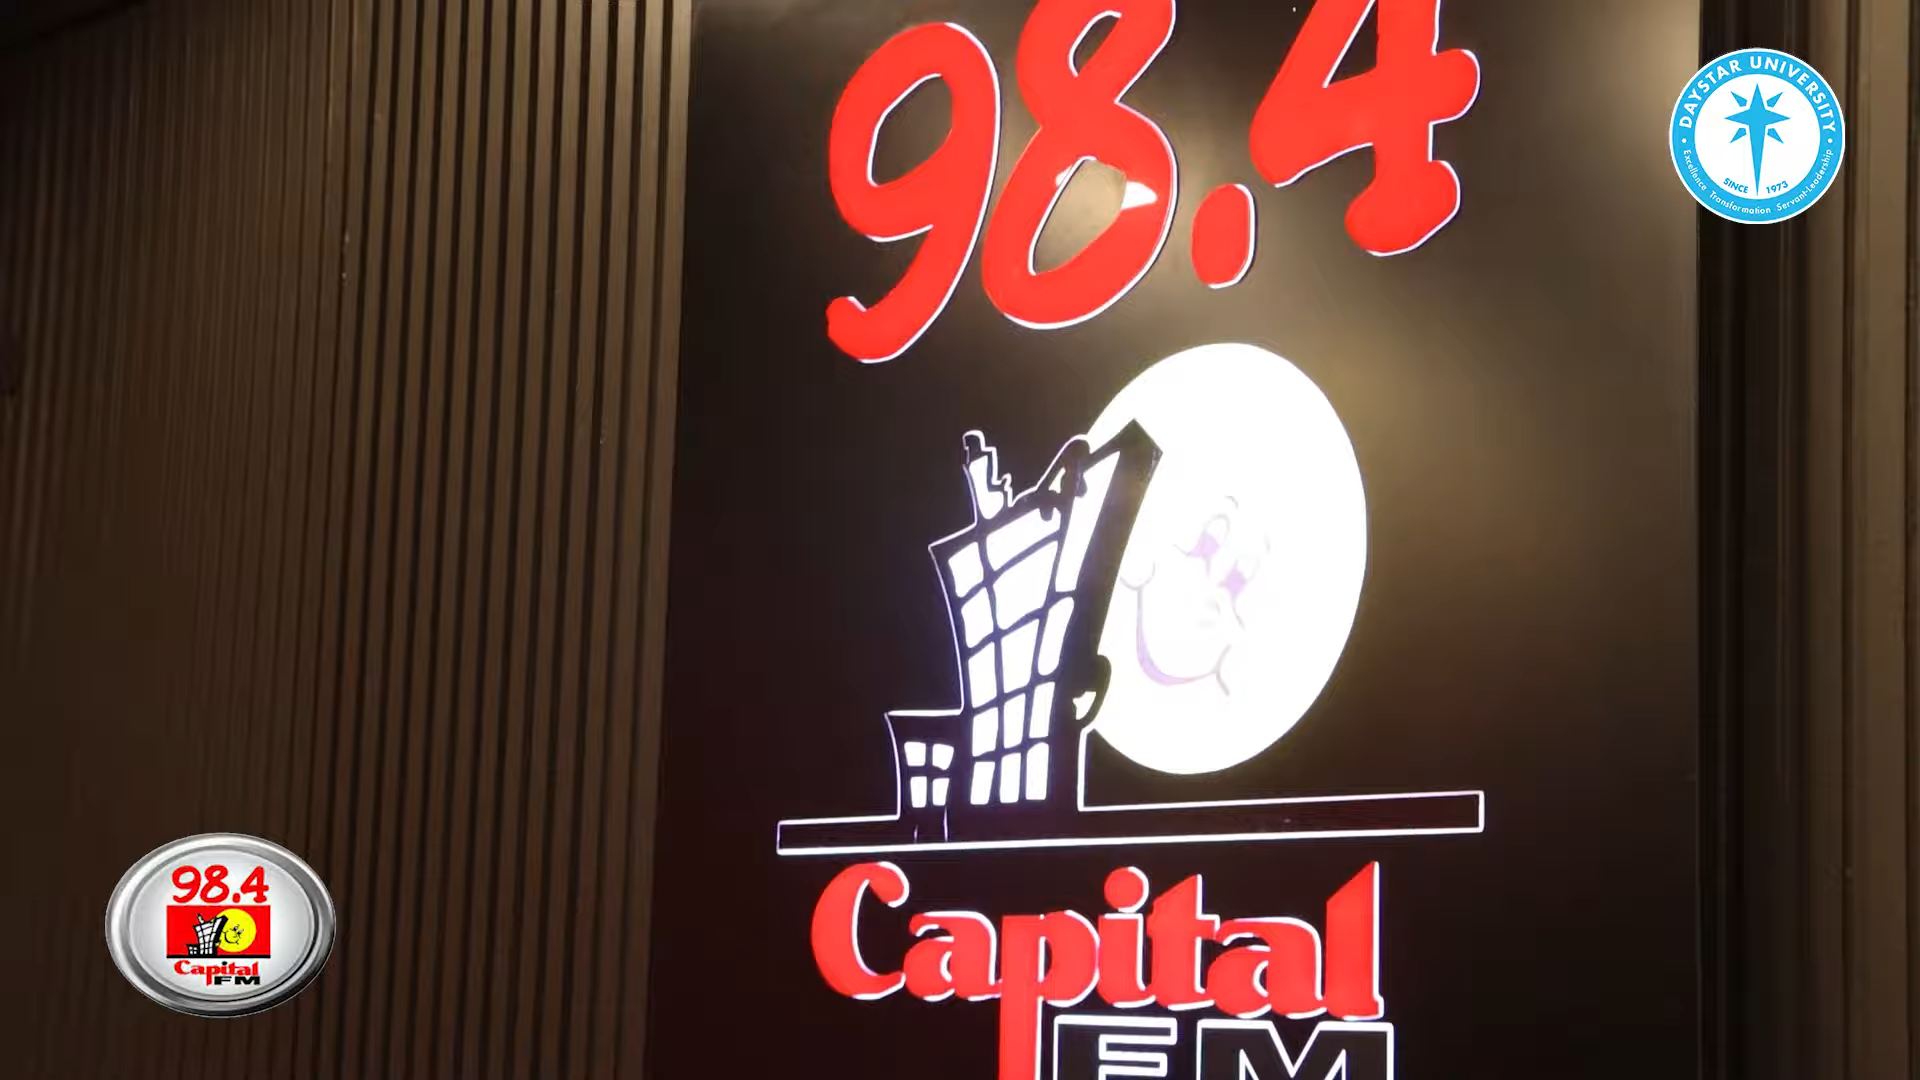 98.4
Capital
FM
DAYSTAR UNIVERSITY
SINCE 1973
Excellence Transformation Servant-Leadership
98.4
Capital
FM